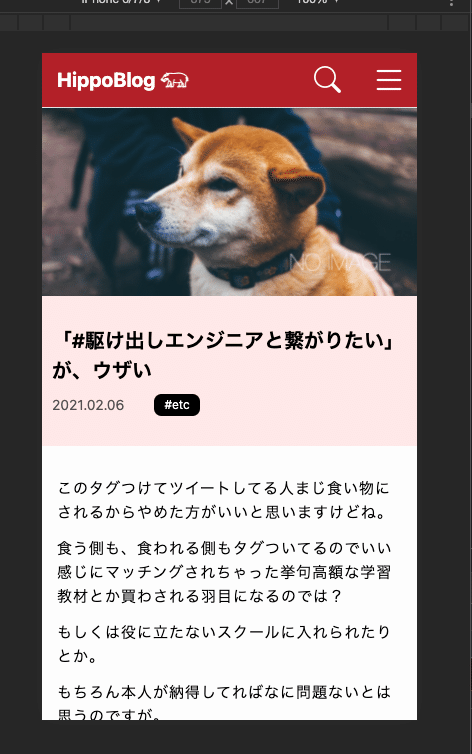 HippoBlog
NO IMAGE
「#駆け出しエンジニアと繋がりたい」
が、ウザい
2021.02.06 #etc
このタグつけてツイートしてる人まじ食い物に
されるからやめた方がいいと思いますけどね。
食う側も、食われる側もタグついてるのでいい
感じにマッチングされちゃった挙句高額な学習
教材とか買わされる羽目になるのでは？
もしくは役に立たないスクールに入れられたり
とか。
もちろん本人が納得してればなに問題ないとは
思うのですが。